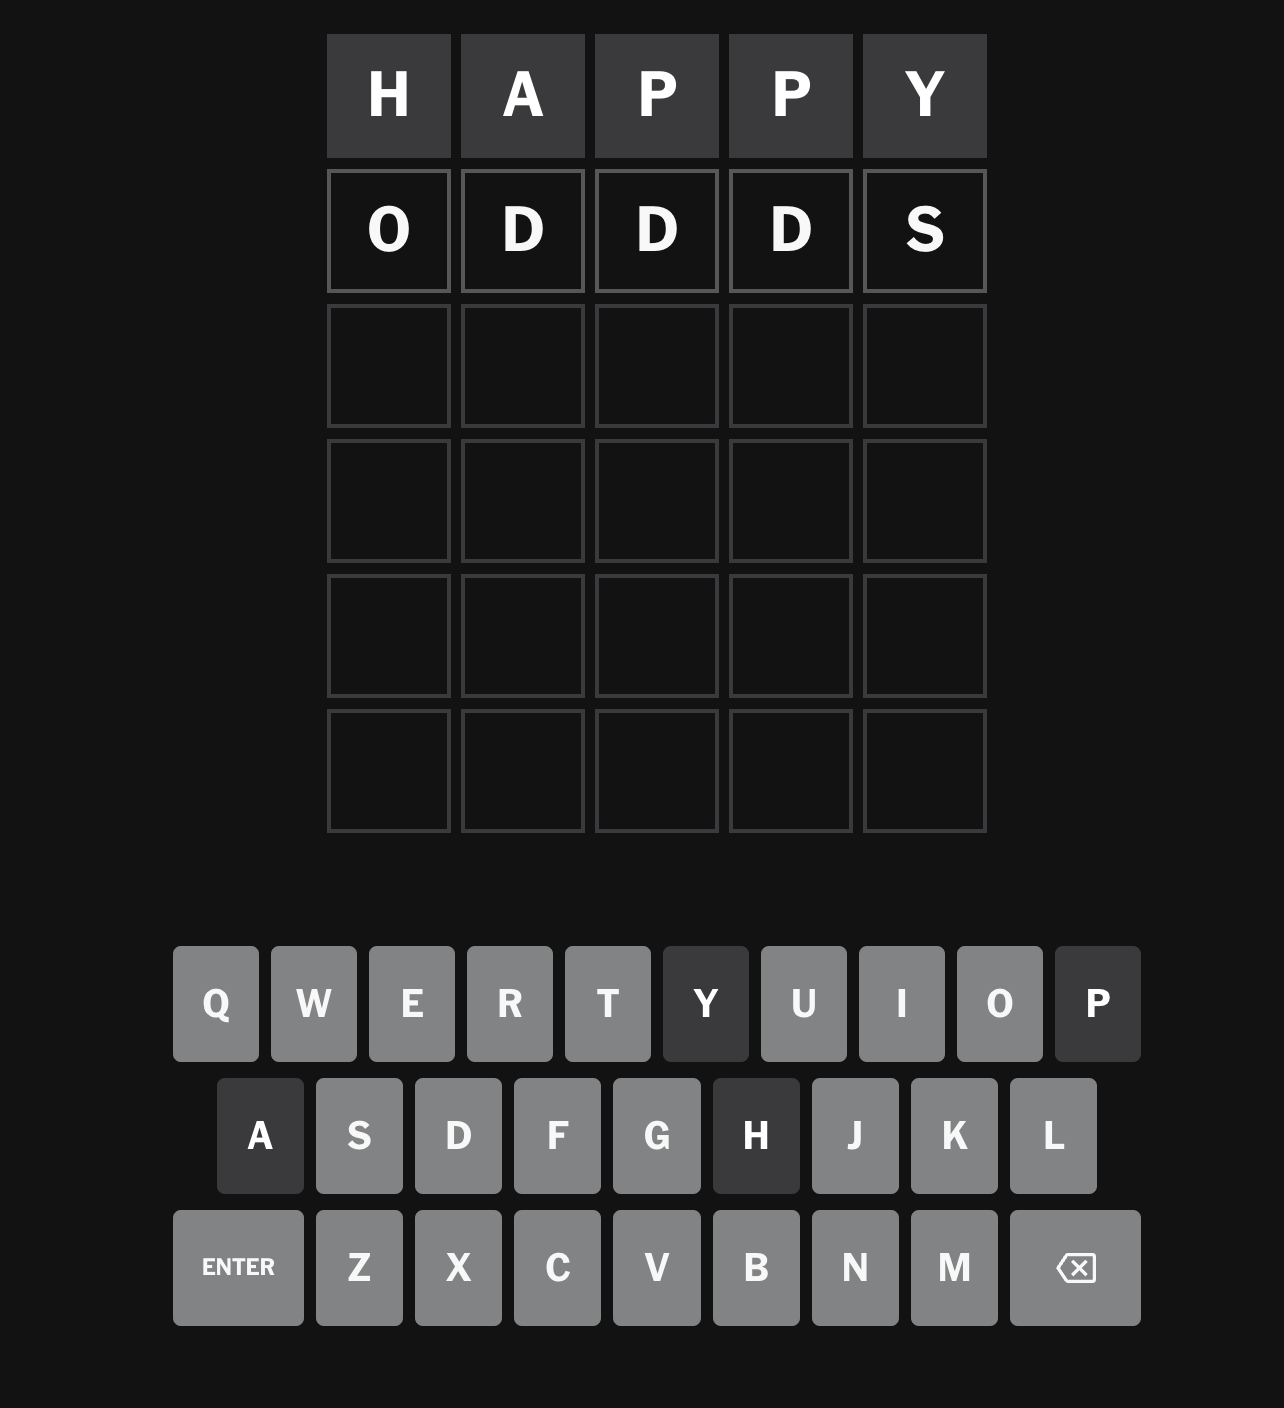 H A P P Y
O D D D S
Q W E R T Y U I O P
A S D F G H J K L
ENTER Z X C V B N M